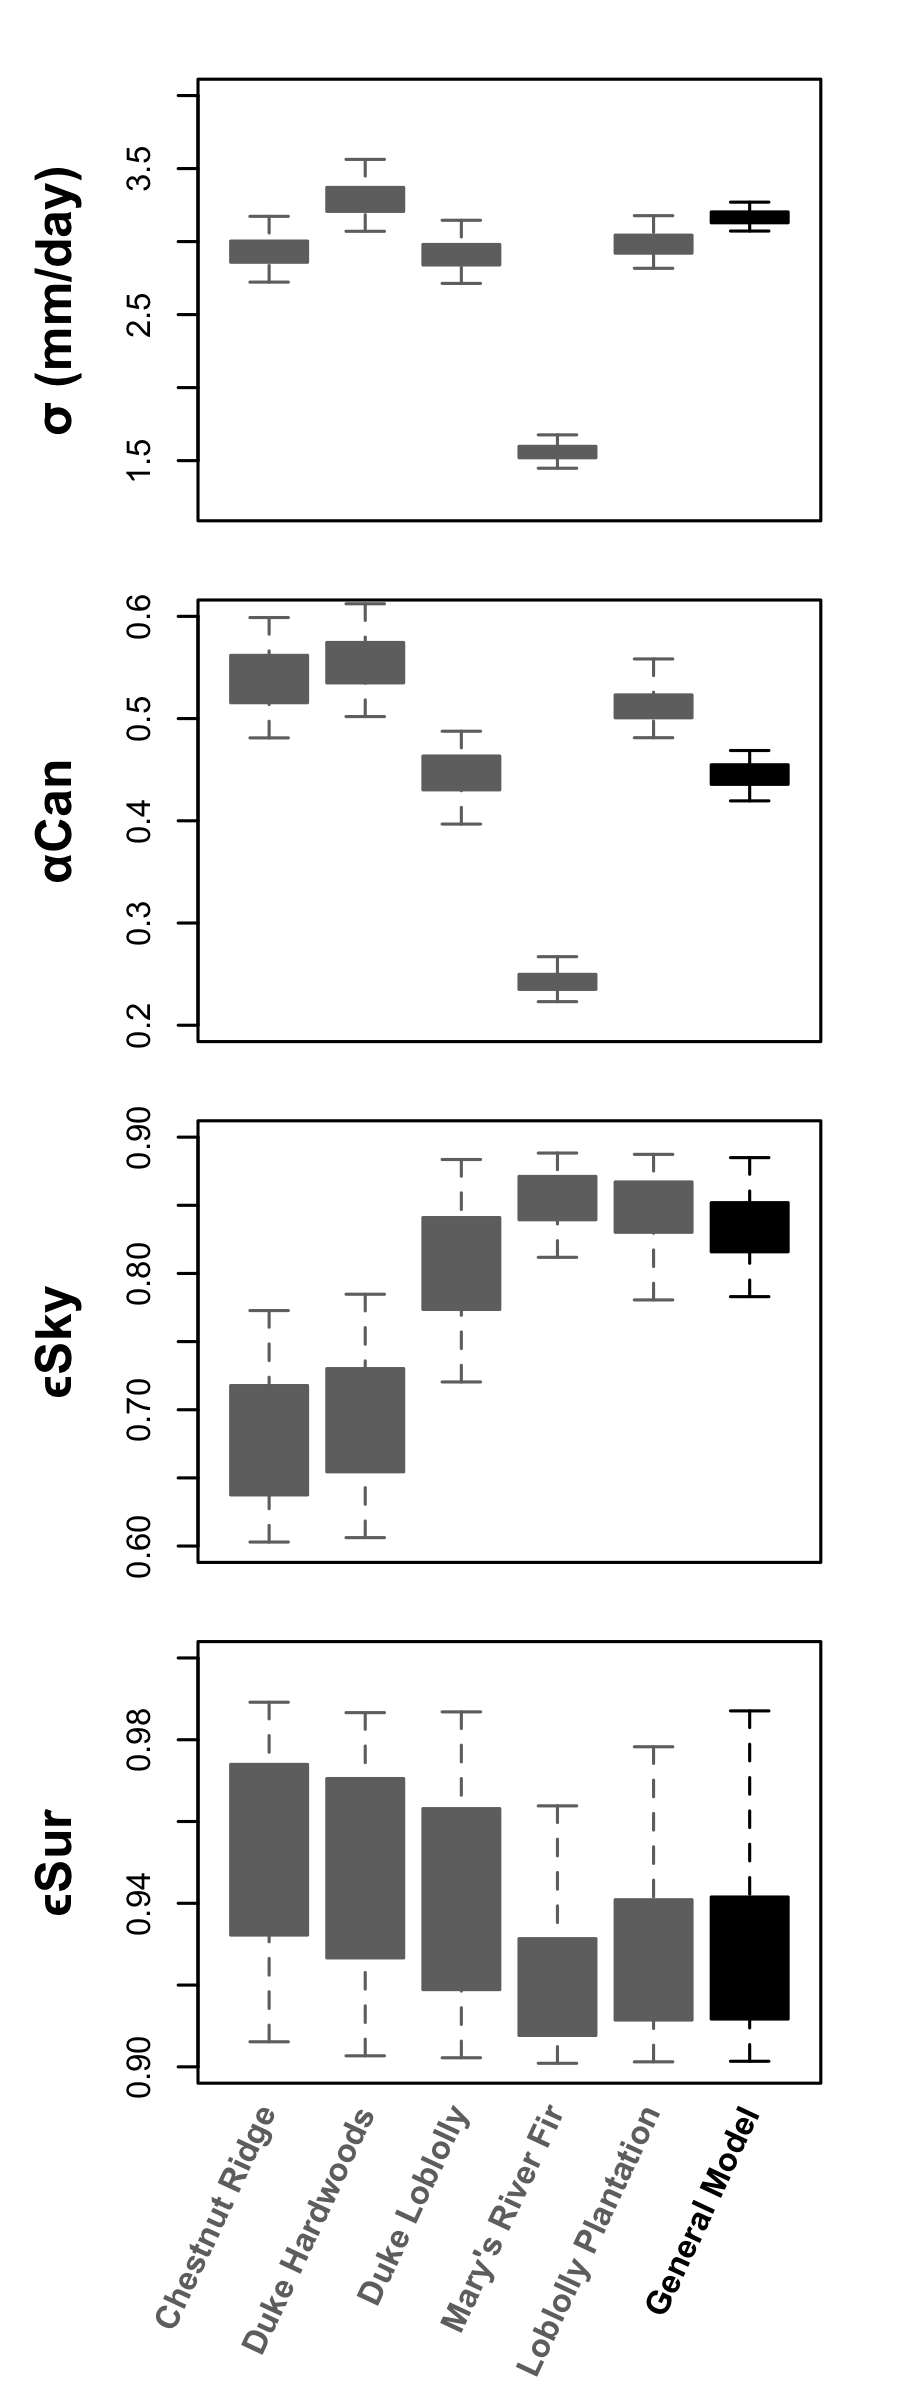 σ (mm/day)
3.5
2.5
1.5
αCan
0.6
0.5
0.4
0.3
0.2
ϵSky
0.90
0.80
0.70
0.60
ϵSur
0.98
0.94
0.90
Chestnut Ridge
Duke Hardwoods
Duke Loblolly
Mary's River Fir
Loblolly Plantation
General Model